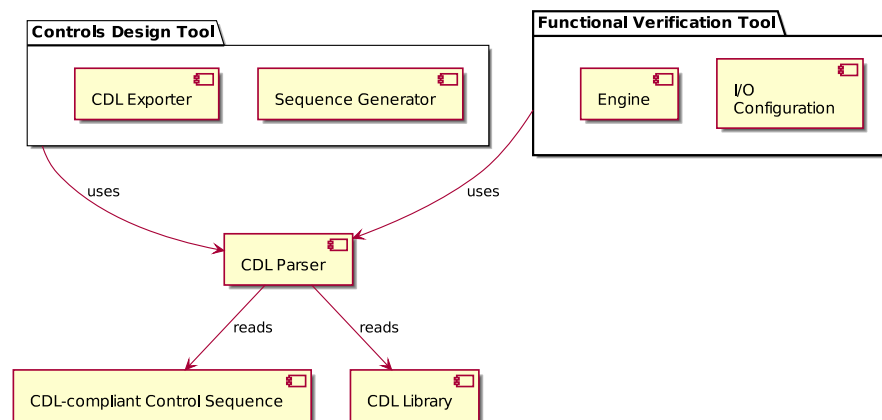 Controls Design Tool
Functional Verification Tool
CDL Exporter
Sequence Generator
Engine
I/O
Configuration
uses
uses
CDL Parser
reads
reads
CDL-compliant Control Sequence
CDL Library